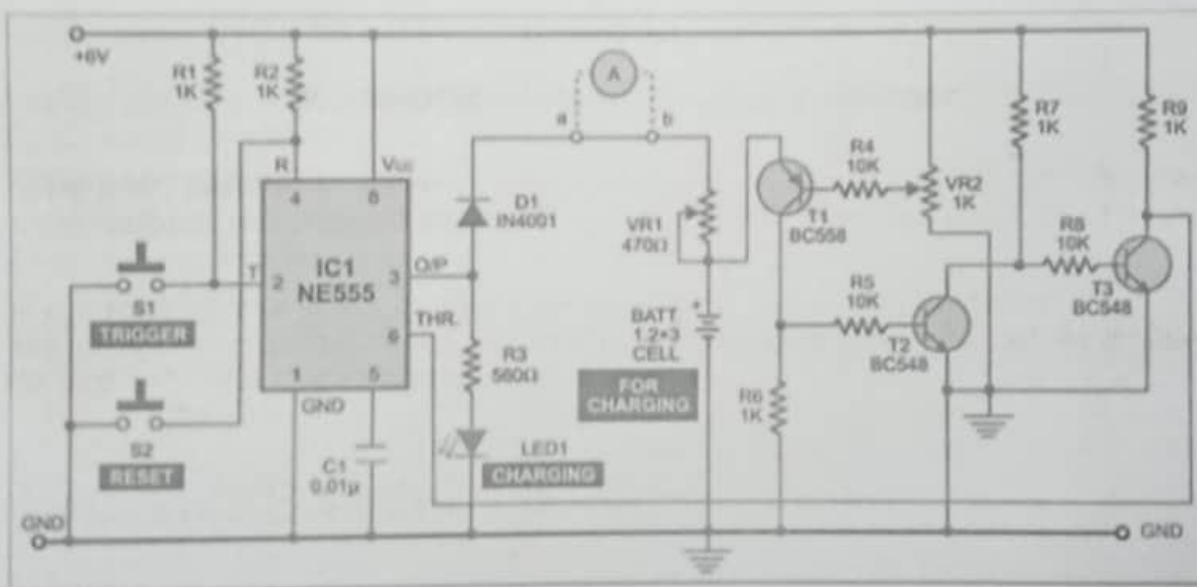 +6V
R1
1K
R2
1K
A
a
b
R
4
8
IC1
NE555
T
2
3
O/P
THR.
6
1
5
GND
S1
TRIGGER
S2
RESET
C1
0.01µ
D1
IN4001
R3
560Ω
LED1
CHARGING
VR1
470Ω
BATT
1.2×3
CELL
FOR
CHARGING
T1
BC558
R4
10K
VR2
1K
R5
10K
T2
BC548
R6
1K
R7
1K
R8
10K
R9
1K
T3
BC548
GND
GND